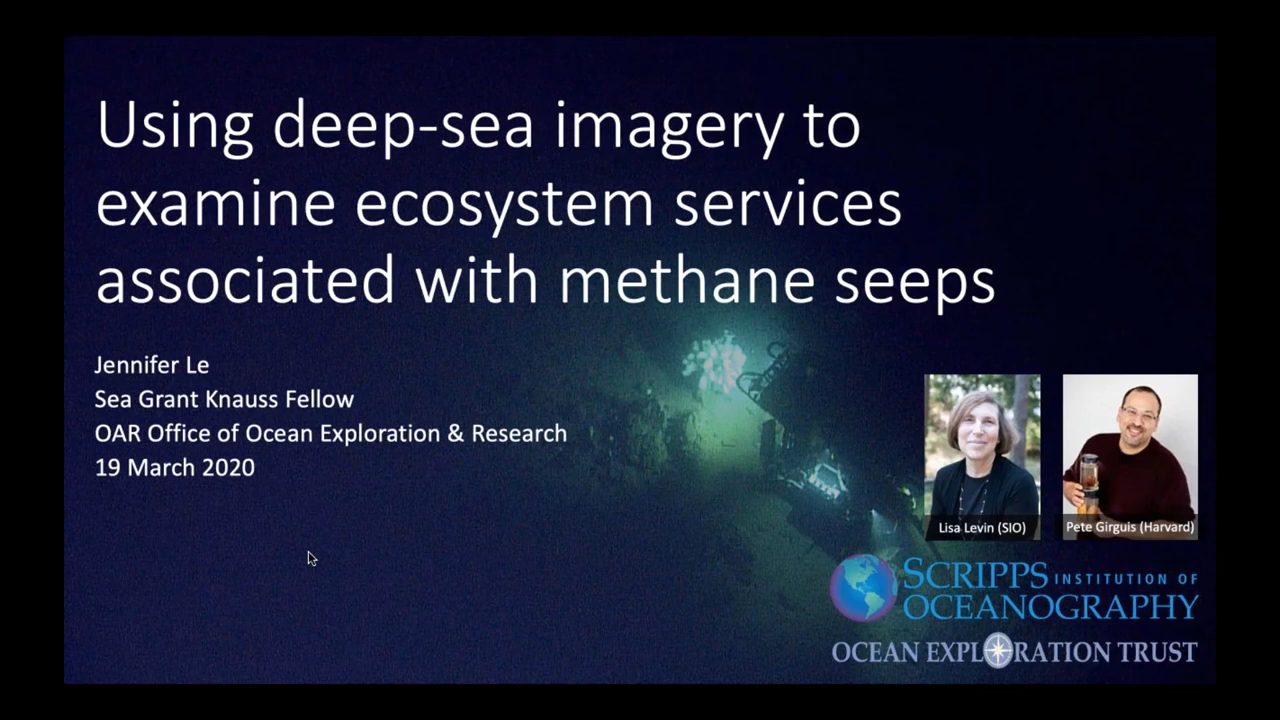 Using deep-sea imagery to
examine ecosystem services
associated with methane seeps
Jennifer Le
Sea Grant Knauss Fellow
OAR Office of Ocean Exploration & Research
19 March 2020
Lisa Levin (SIO)
Pete Girguis (Harvard)
SCRIPPS INSTITUTION OF
OCEANOGRAPHY
OCEAN EXPLORATION TRUST